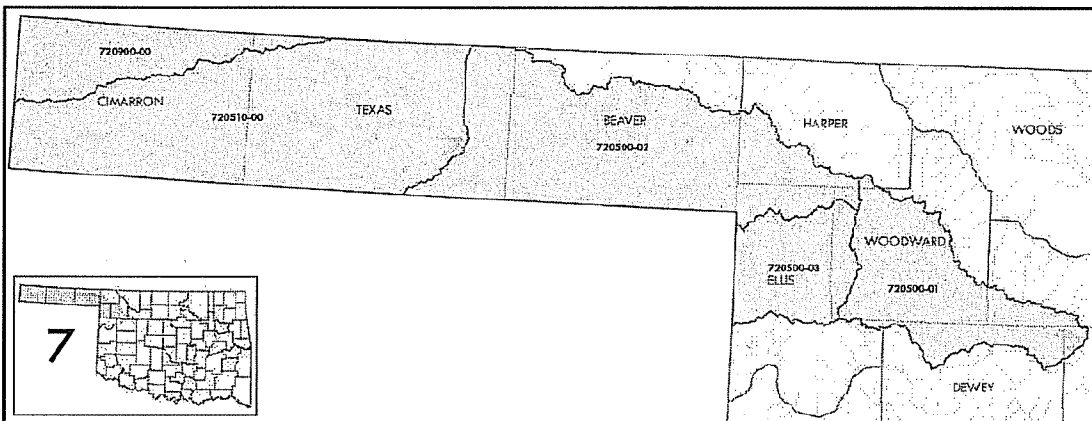 720900-00
CIMARRON
720510-00
TEXAS
BEAVER
720500-02
HARPER
WOODS
WOODWARD
720500-03
ELLIS
720500-01
7
DEWEY